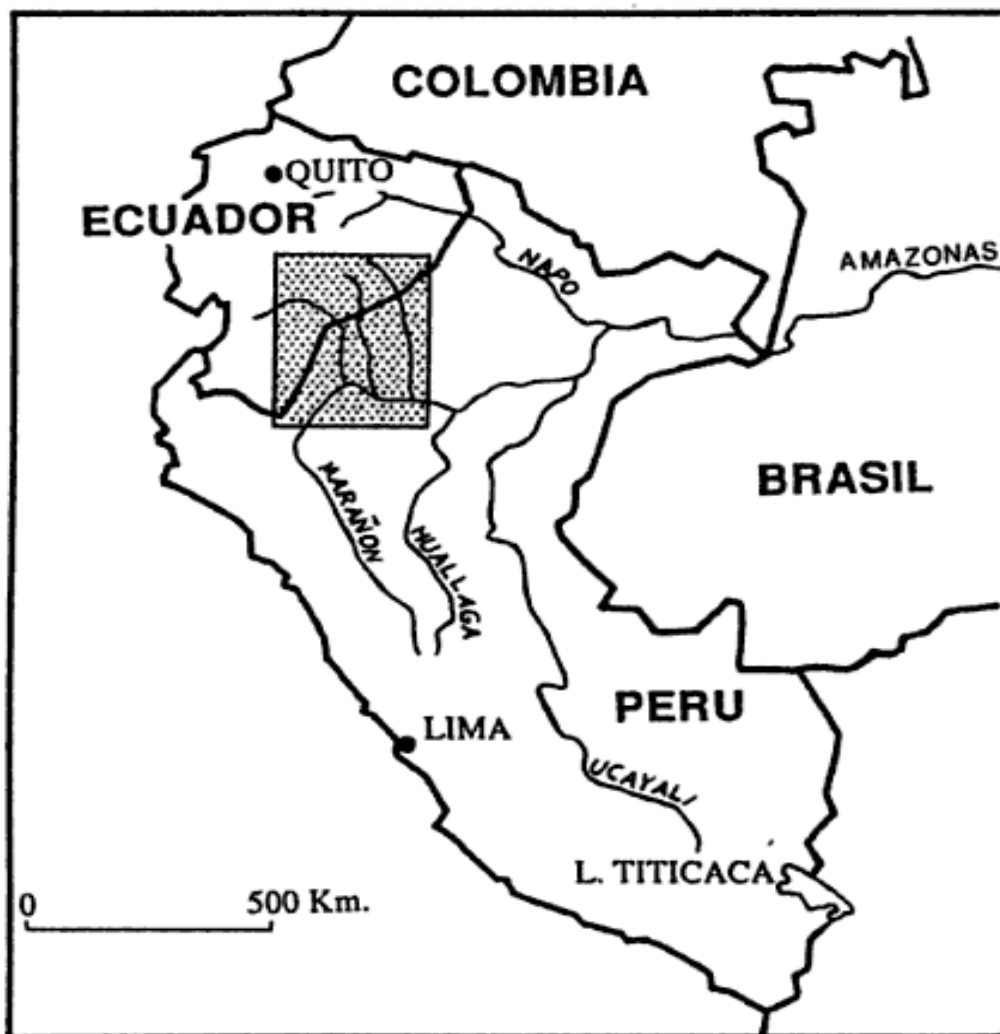 COLOMBIA
QUITO
ECUADOR
NAPO
AMAZONAS
MARAÑON
HUALLAGA
BRASIL
PERU
LIMA
UCAYALI
L. TITICACA
0 500 Km.